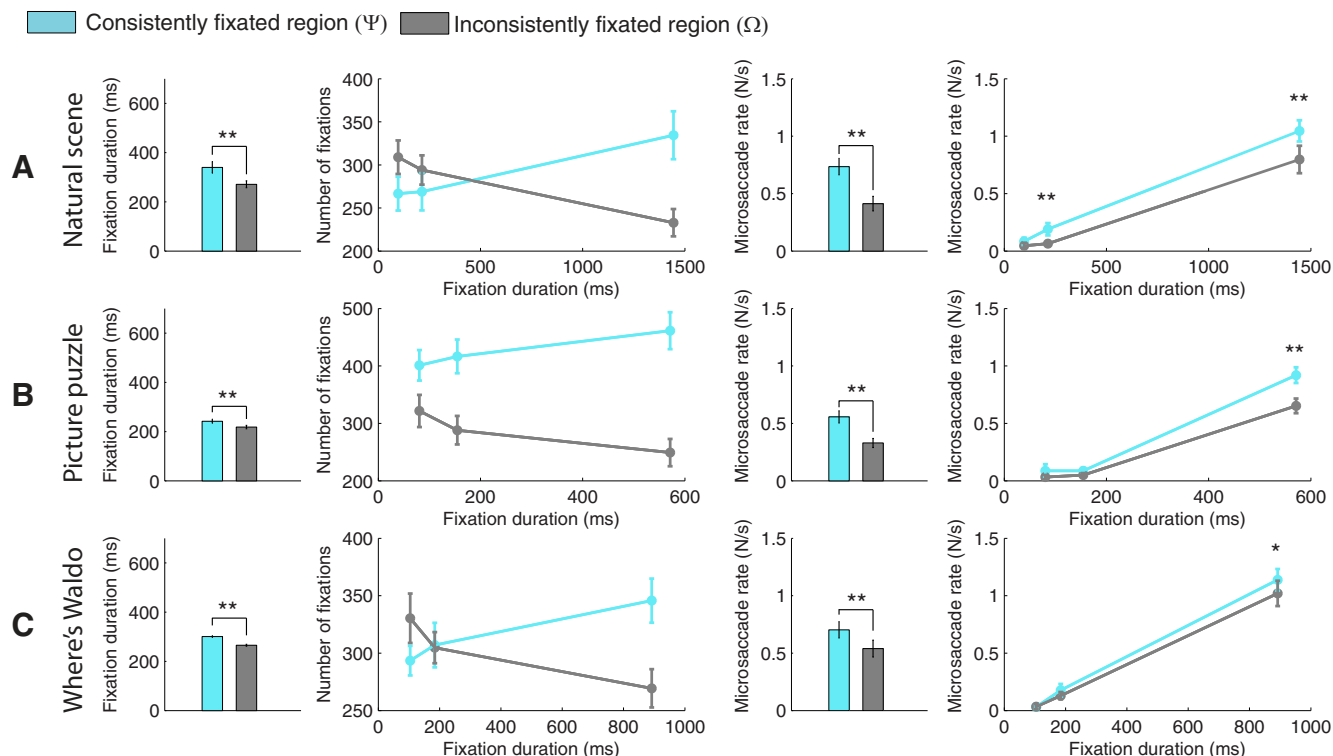 Consistently fixated region (Ψ) Inconsistently fixated region (Ω)
A
Natural scene
Fixation duration (ms)
600
400
200
0
**
Number of fixations
400
350
300
250
200
0 500 1000 1500
Fixation duration (ms)
Microsaccade rate (N/s)
1.5
1
0.5
0
**
Microsaccade rate (N/s)
1.5
1
0.5
0
** **
0 500 1000 1500
Fixation duration (ms)
B
Picture puzzle
Fixation duration (ms)
600
400
200
0
**
Number of fixations
500
400
300
200
0 200 400 600
Fixation duration (ms)
Microsaccade rate (N/s)
1.5
1
0.5
0
**
Microsaccade rate (N/s)
1.5
1
0.5
0
**
0 200 400 600
Fixation duration (ms)
C
Where's Waldo
Fixation duration (ms)
600
400
200
0
**
Number of fixations
400
350
300
250
0 200 400 600 800 1000
Fixation duration (ms)
Microsaccade rate (N/s)
1.5
1
0.5
0
**
Microsaccade rate (N/s)
1.5
1
0.5
0
*
0 200 400 600 800 1000
Fixation duration (ms)